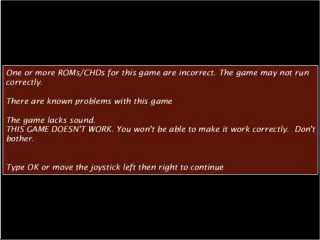 One or more ROMs/CHDs for this game are incorrect. The game may not run
correctly.
There are known problems with this game
The game lacks sound.
THIS GAME DOESN'T WORK. You won't be able to make it work correctly.  Don't
bother.
Type OK or move the joystick left then right to continue